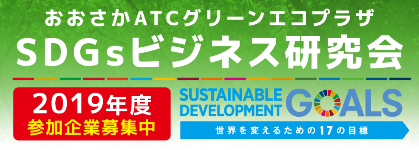 おおさかATCグリーンエコプラザ
SDGsビジネス研究会
2019年度
参加企業募集中
SUSTAINABLE
DEVELOPMENT GOALS
世界を変えるための17の目標